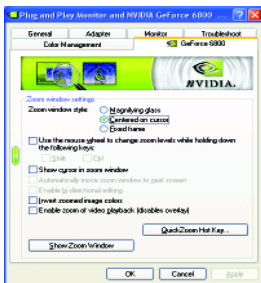 Plug and Play Monitor and NVIDIA GeForce 6800 ...
General Adapter Monitor Troubleshoot
Color Management GeForce 6800
NVIDIA.
Zoom window settings
Zoom window style:
Magnifying glass
Centered on cursor
Fixed frame
Use the mouse wheel to change zoom levels while holding down the following keys:
Shift Ctrl
Show cursor in zoom window
Automatically move zoom window to next screen
Enable bi-directional editing
Invert zoomed image colors
Enable zoom of video playback (disables overlay)
QuickZoom Hot Key...
Show Zoom Window
OK Cancel Apply